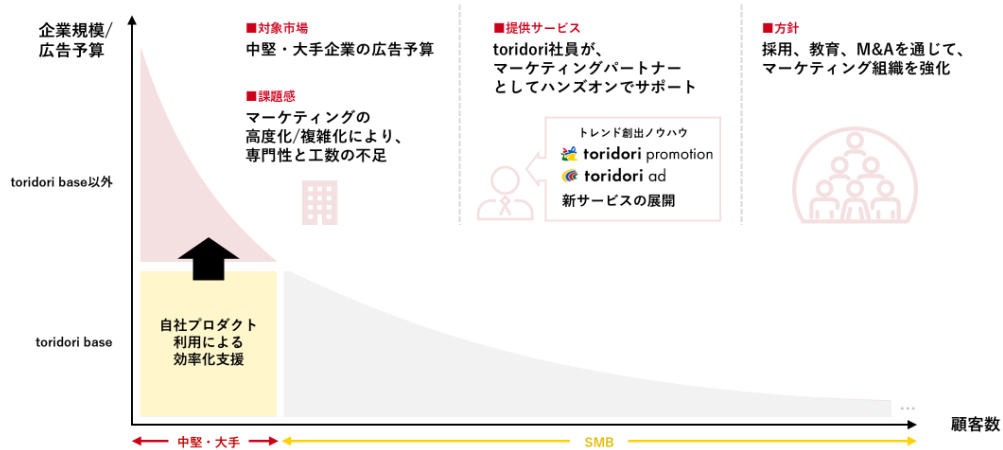 企業規模/
広告予算
■対象市場
中堅・大手企業の広告予算
■課題感
マーケティングの
高度化/複雑化により、
専門性と工数の不足
■提供サービス
toridori社員が、
マーケティングパートナー
としてハンズオンでサポート
トレンド創出ノウハウ
toridori promotion
toridori ad
新サービスの展開
■方針
採用、教育、M&Aを通じて、
マーケティング組織を強化
toridori base以外
toridori base
自社プロダクト
利用による
効率化支援
...
顧客数
中堅・大手
SMB